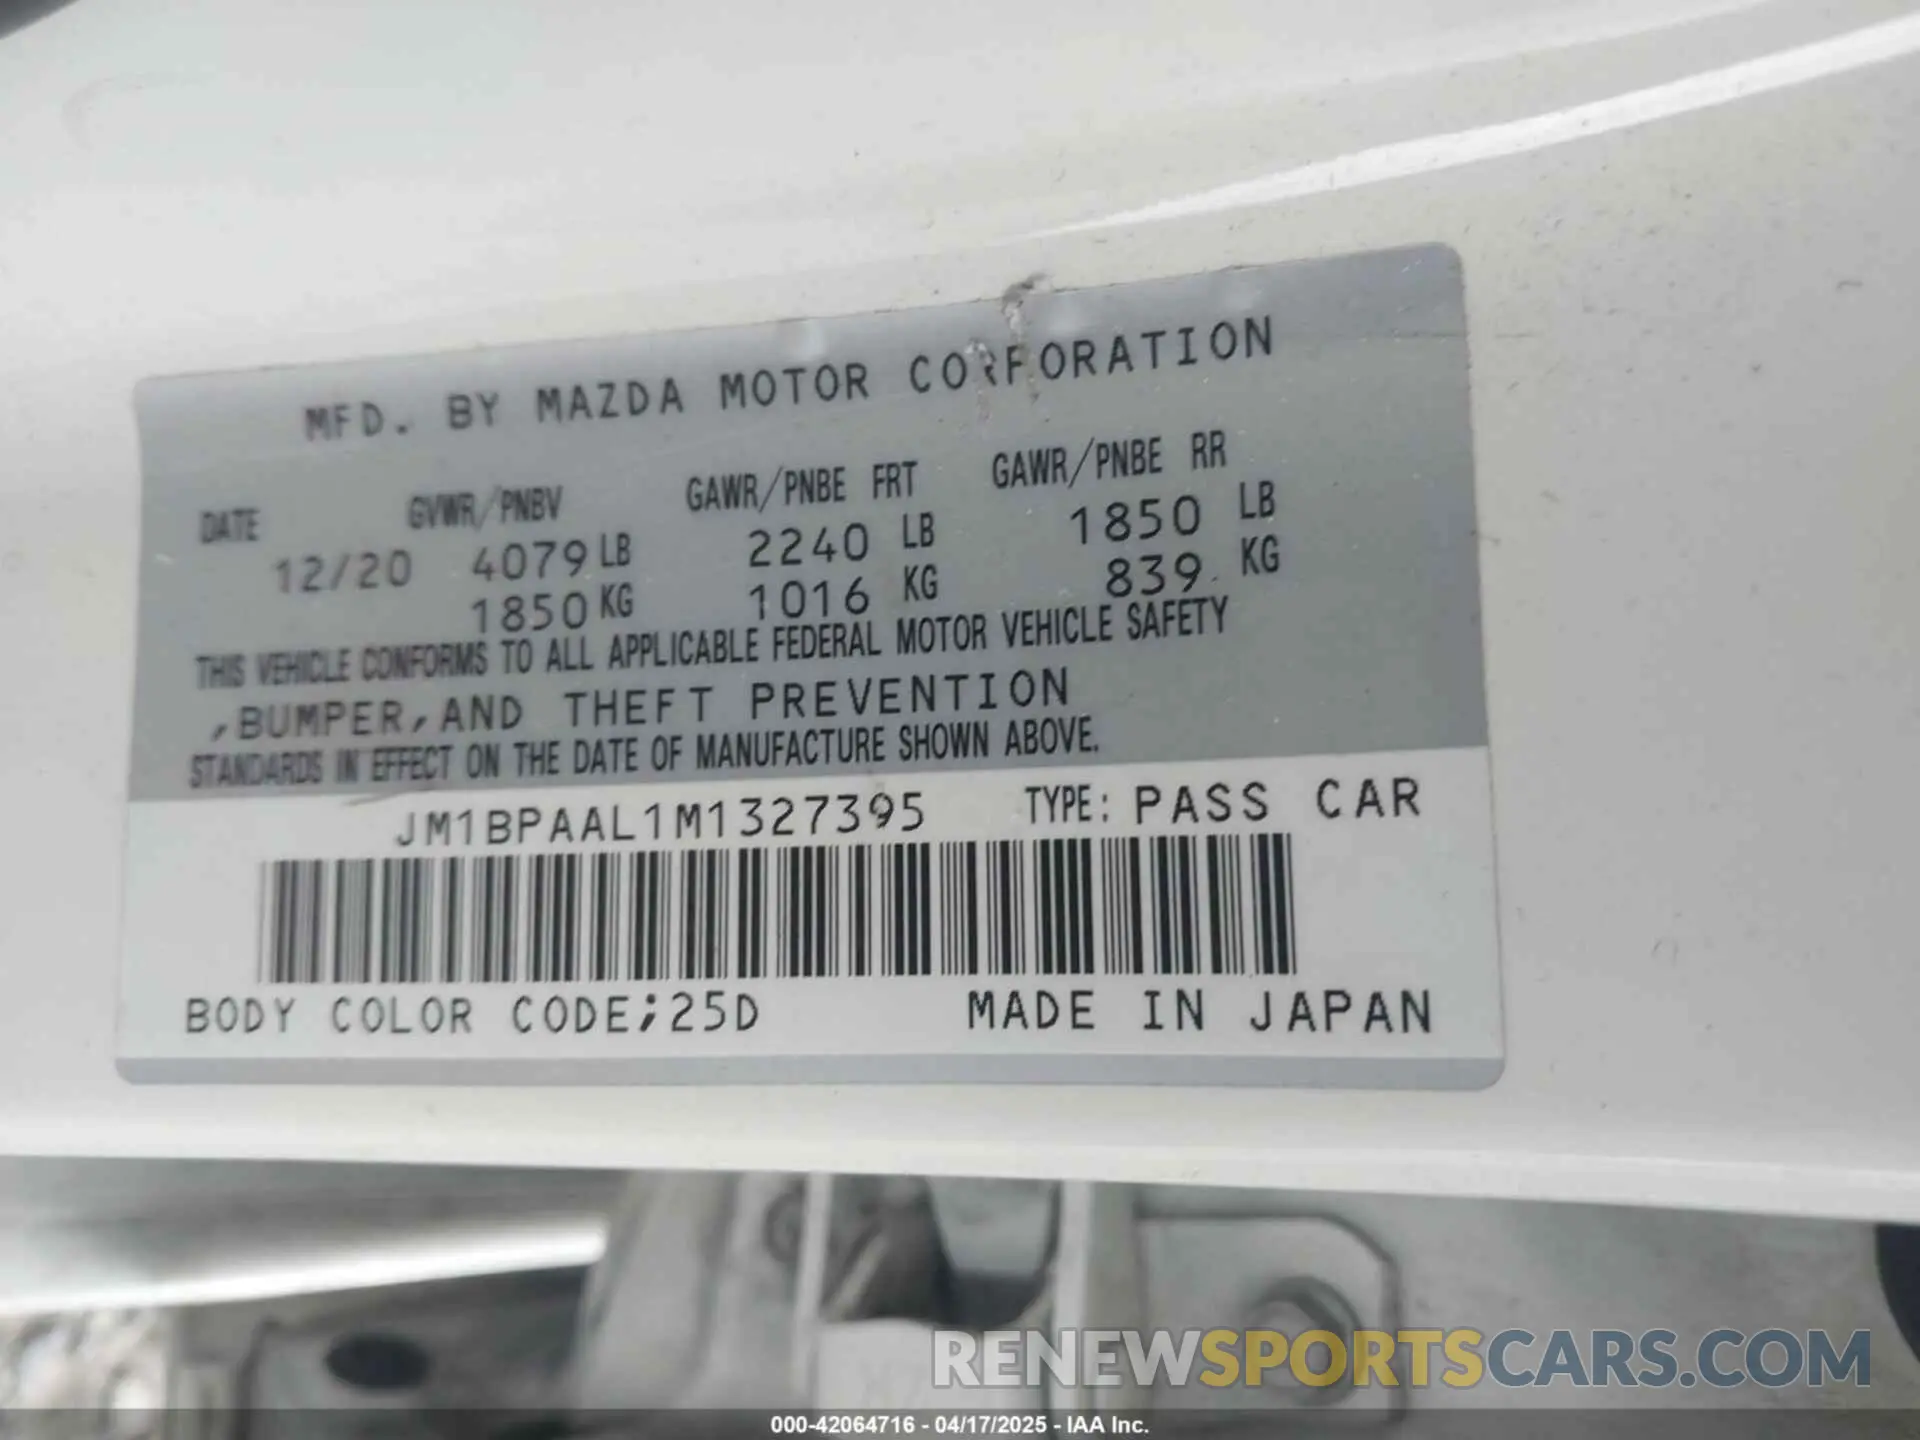 MFD. BY MAZDA MOTOR CORPORATION
DATE GVWR/PNBV GAWR/PNBE FRT GAWR/PNBE RR
12/20 4079 LB 2240 LB 1850 LB
1850 KG 1016 KG 839 KG
THIS VEHICLE CONFORMS TO ALL APPLICABLE FEDERAL MOTOR VEHICLE SAFETY
,BUMPER,AND THEFT PREVENTION
STANDARDS IN EFFECT ON THE DATE OF MANUFACTURE SHOWN ABOVE.
JM1BPAAL1M1327395 TYPE: PASS CAR
BODY COLOR CODE;25D MADE IN JAPAN
RENEWSPORTSCARS.COM
000-42064716 - 04/17/2025 - IAA Inc.